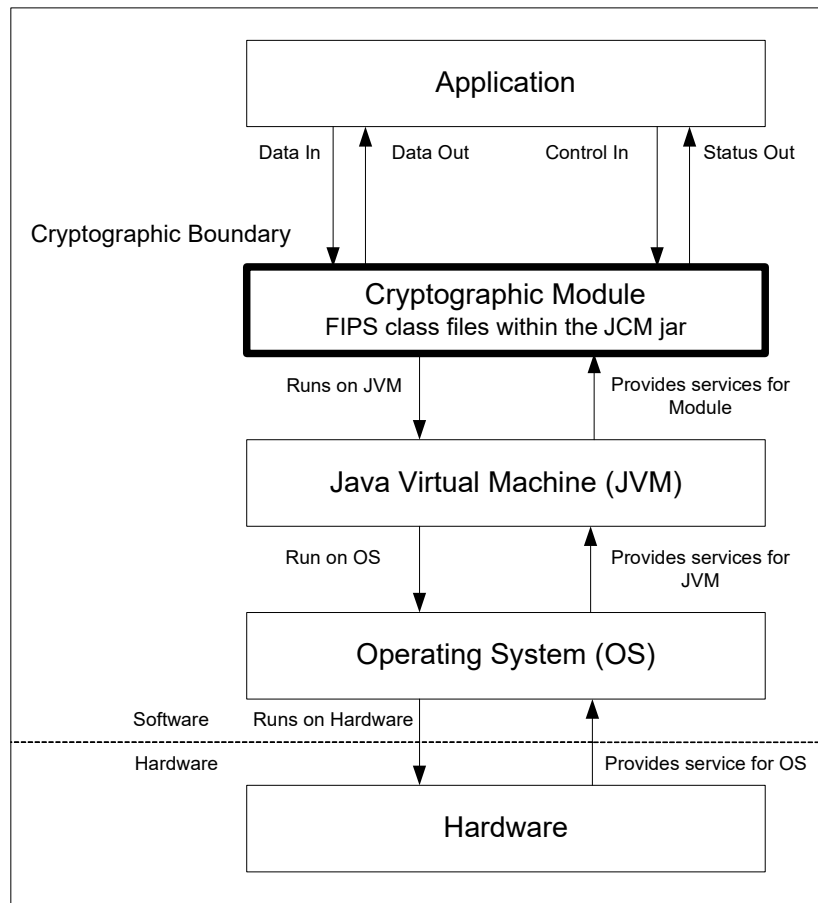 Application
Data In
Data Out
Control In
Status Out
Cryptographic Boundary
Cryptographic Module
FIPS class files within the JCM jar
Runs on JVM
Provides services for
Module
Java Virtual Machine (JVM)
Run on OS
Provides services for
JVM
Operating System (OS)
Software
Runs on Hardware
Hardware
Provides service for OS
Hardware